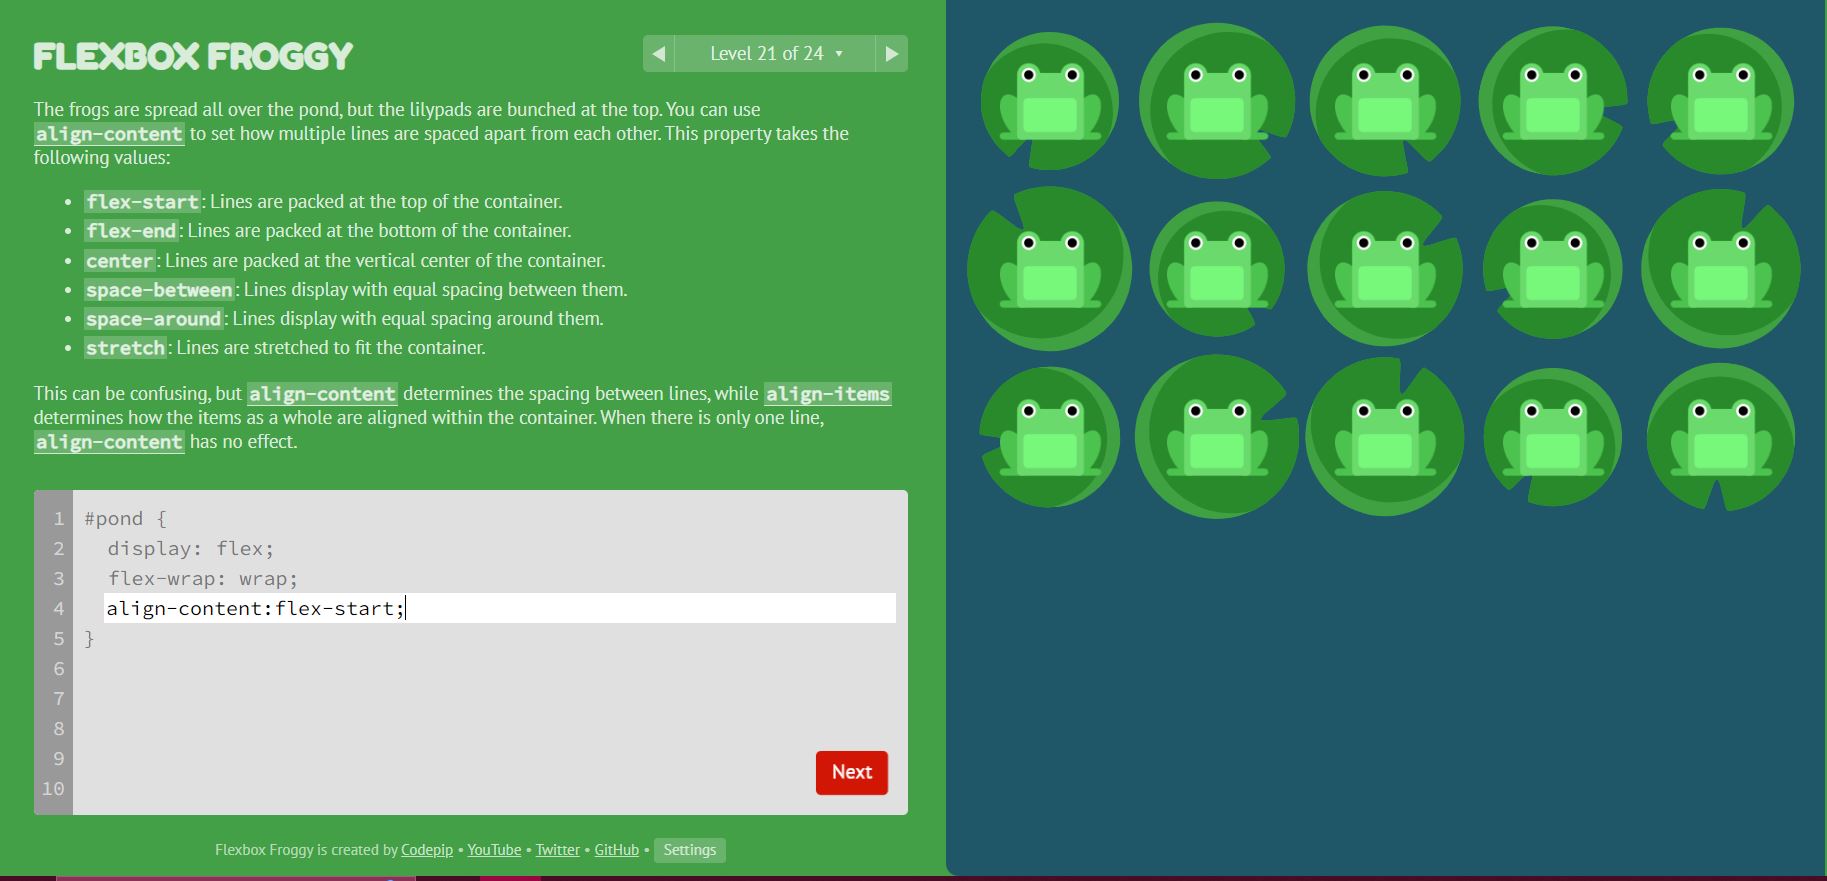 FLEXBOX FROGGY
◀ Level 21 of 24 ▾ ▶
The frogs are spread all over the pond, but the lilypads are bunched at the top. You can use
align-content to set how multiple lines are spaced apart from each other. This property takes the
following values:
• flex-start: Lines are packed at the top of the container.
• flex-end: Lines are packed at the bottom of the container.
• center: Lines are packed at the vertical center of the container.
• space-between: Lines display with equal spacing between them.
• space-around: Lines display with equal spacing around them.
• stretch: Lines are stretched to fit the container.
This can be confusing, but align-content determines the spacing between lines, while align-items
determines how the items as a whole are aligned within the container. When there is only one line,
align-content has no effect.
1 #pond {
2 display: flex;
3 flex-wrap: wrap;
4 align-content:flex-start;
5 }
6
7
8
9
10
Next
Flexbox Froggy is created by Codepip • YouTube • Twitter • GitHub • Settings